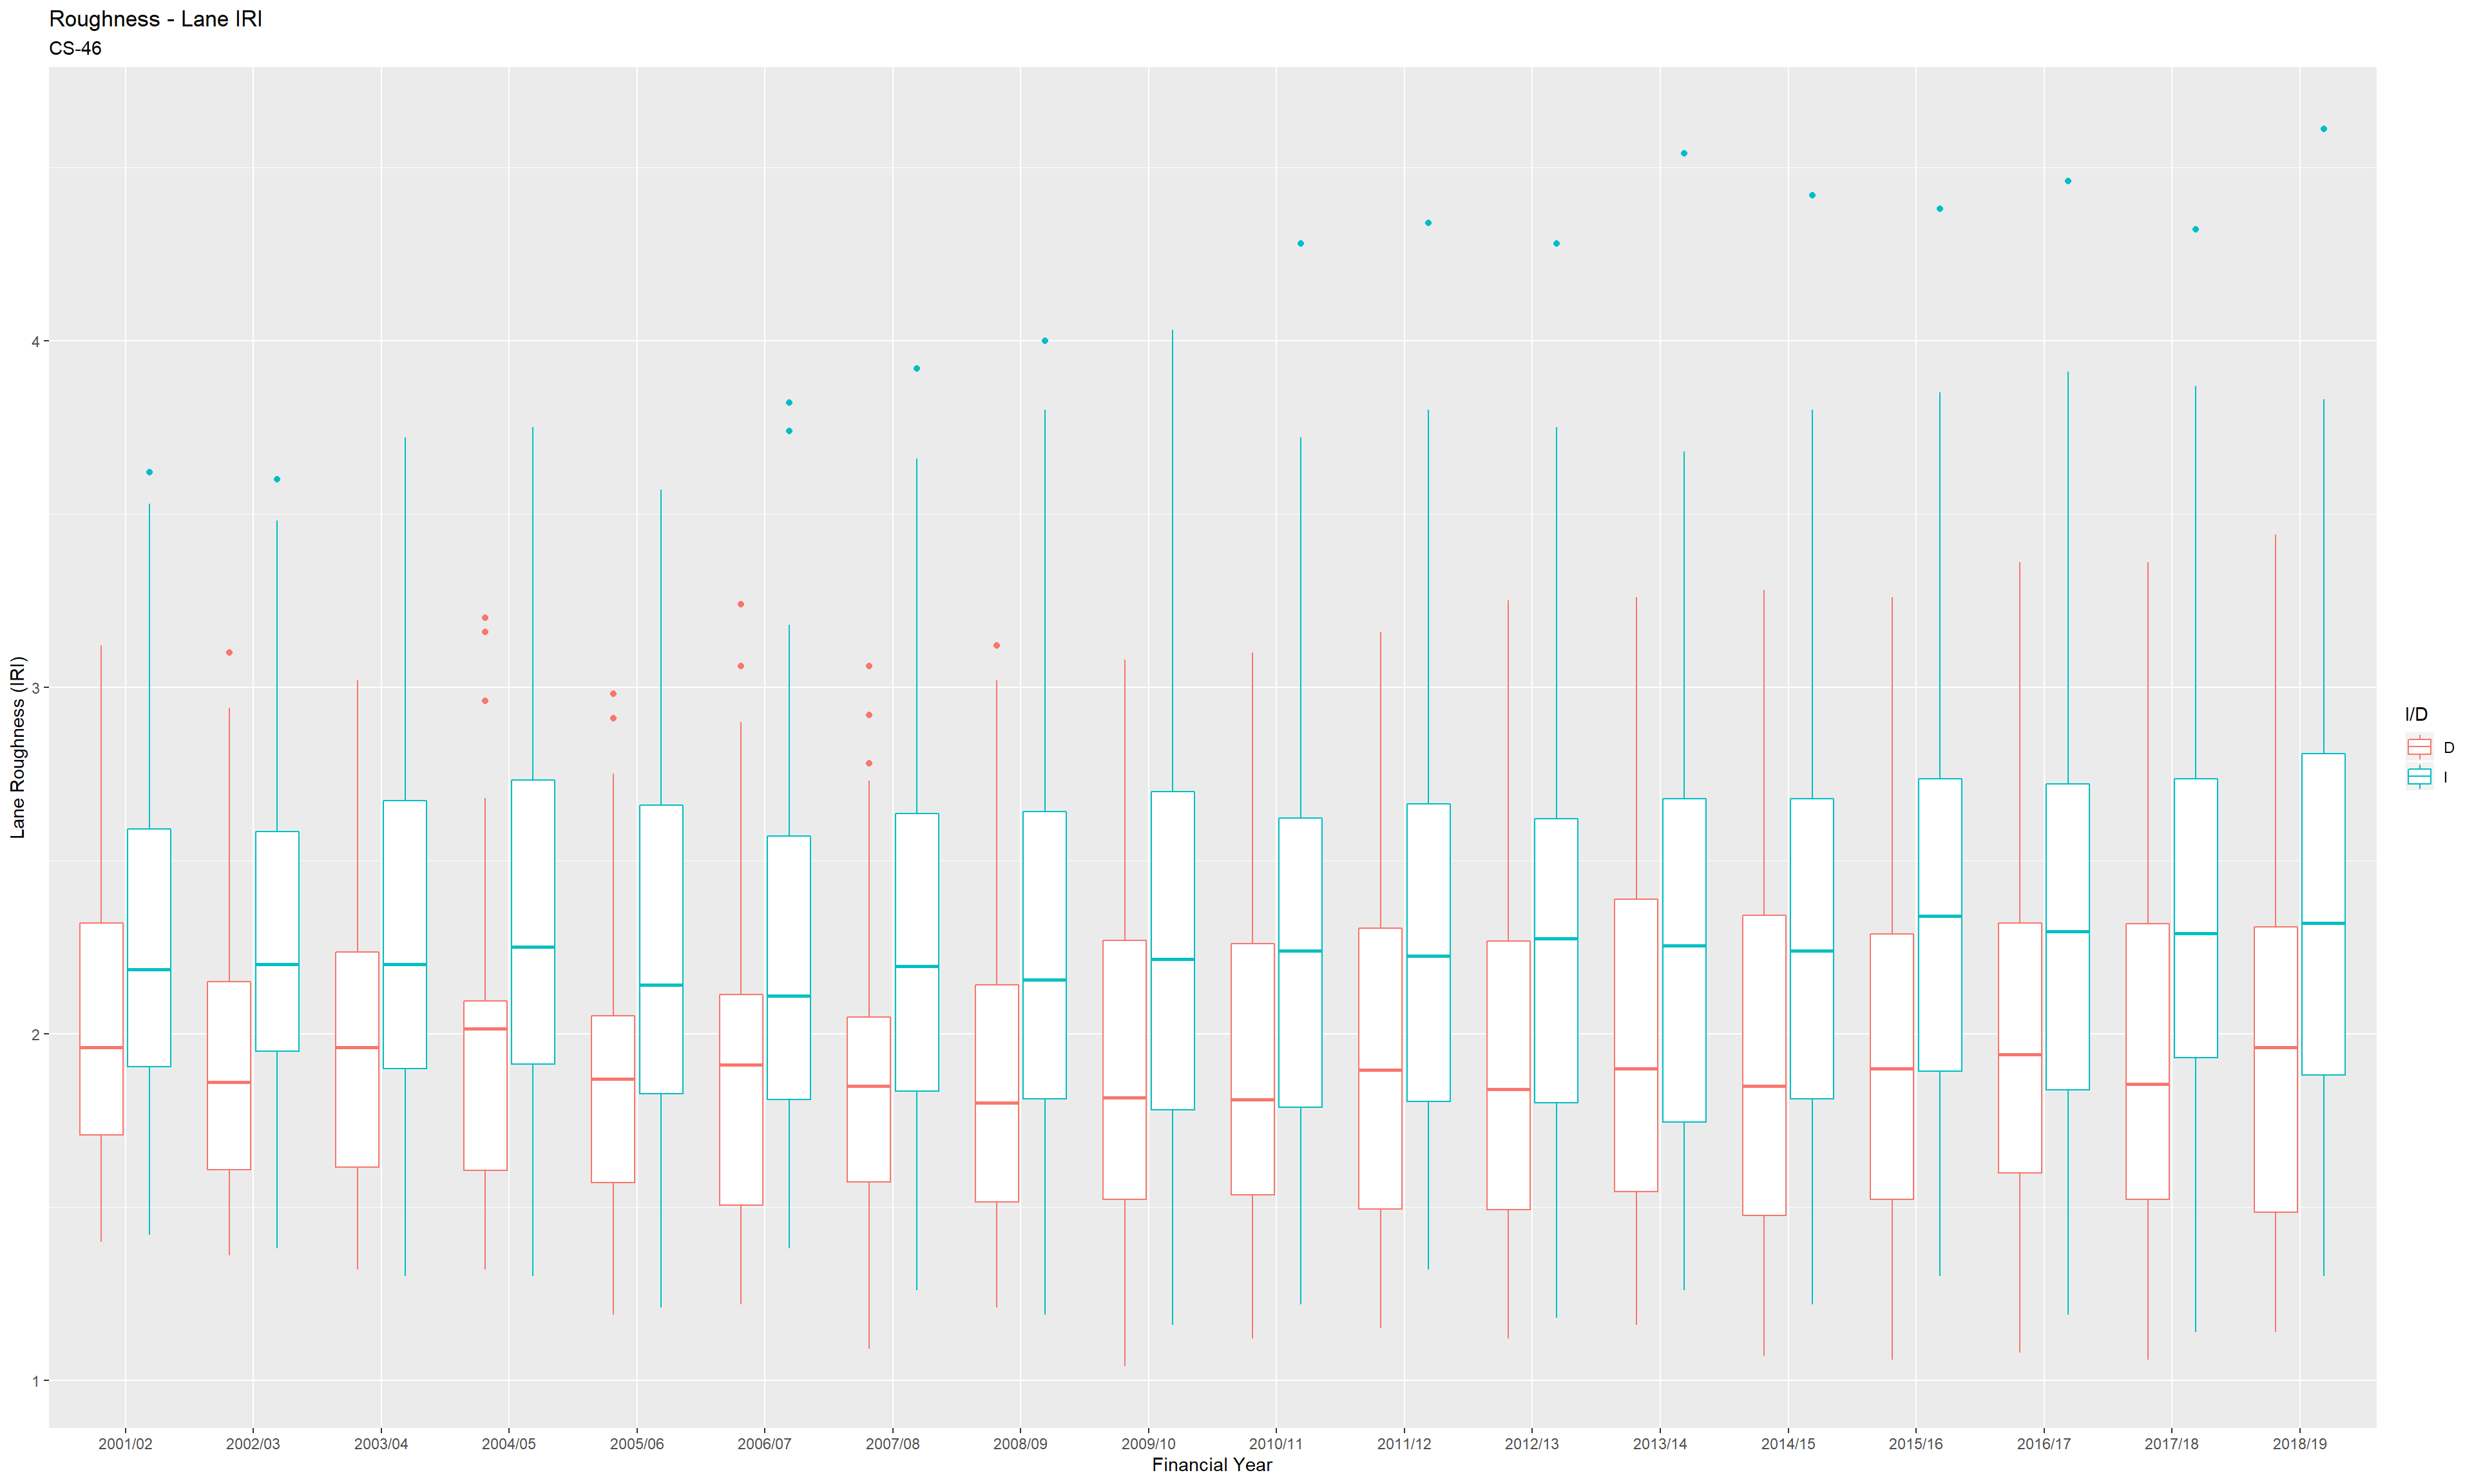 Roughness - Lane IRI
CS-46
Lane Roughness (IRI)
4
3
2
1
2001/02 2002/03 2003/04 2004/05 2005/06 2006/07 2007/08 2008/09 2009/10 2010/11 2011/12 2012/13 2013/14 2014/15 2015/16 2016/17 2017/18 2018/19
Financial Year
I/D
D
I